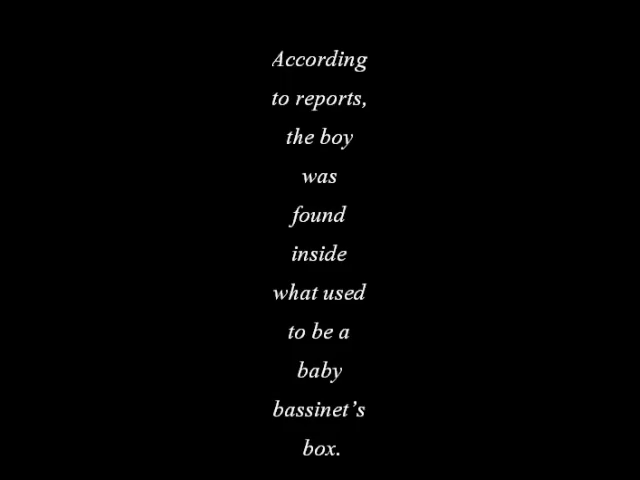 According
to reports,
the boy
was
found
inside
what used
to be a
baby
bassinet’s
box.